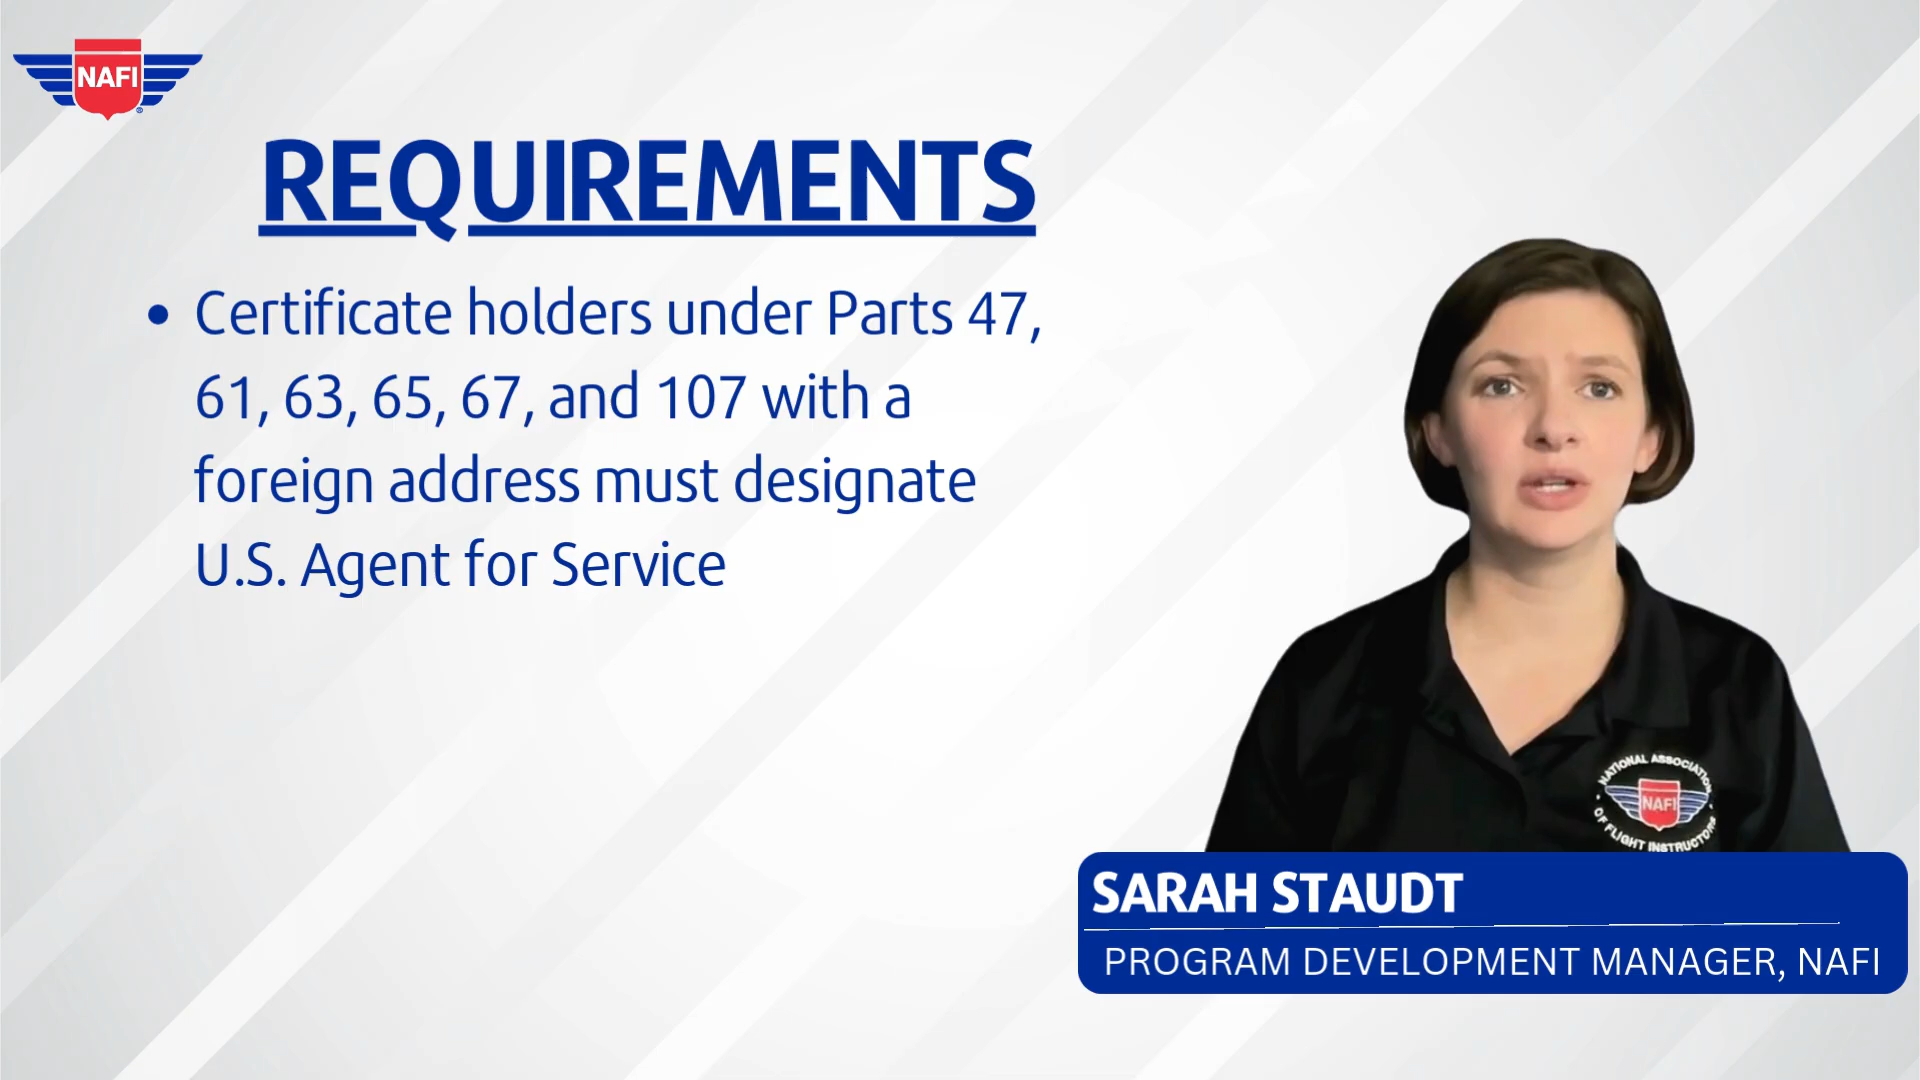 NAFI
REQUIREMENTS
• Certificate holders under Parts 47,
61, 63, 65, 67, and 107 with a
foreign address must designate
U.S. Agent for Service
NATIONAL ASSOCIATION
NAFI
OF FLIGHT INSTRUCTORS
SARAH STAUDT
PROGRAM DEVELOPMENT MANAGER, NAFI